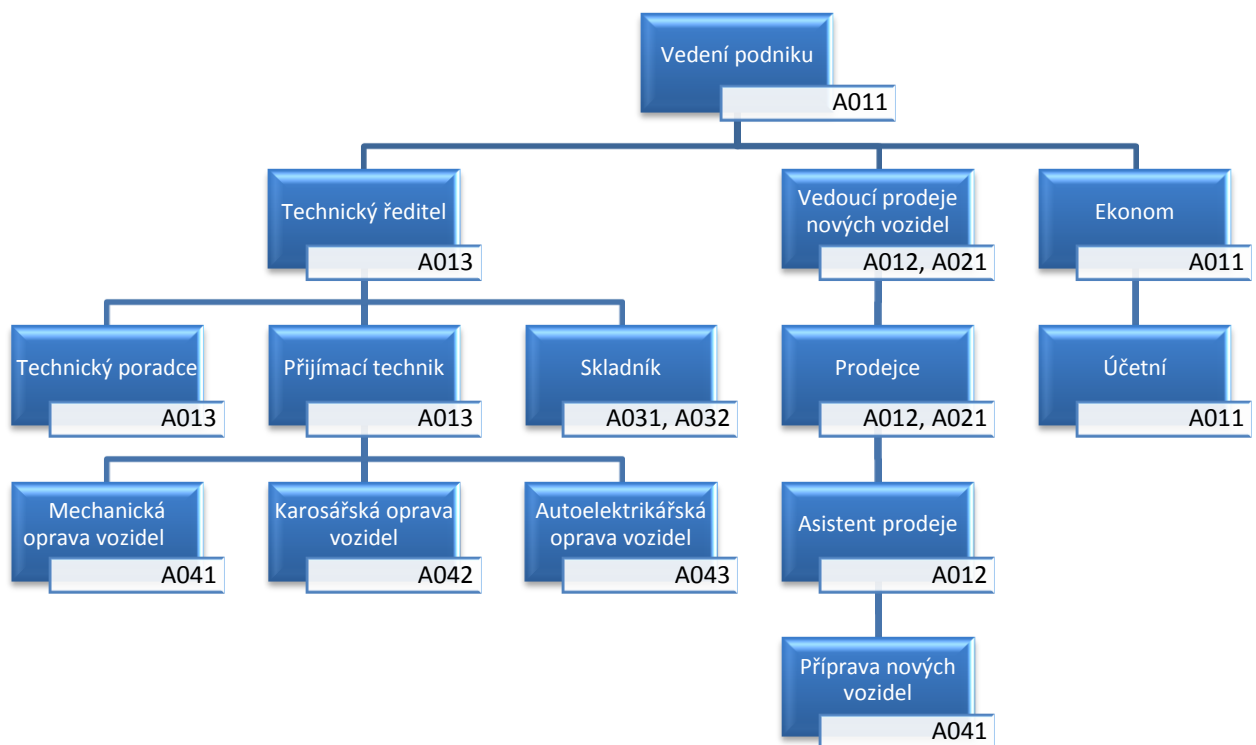 Vedení podniku
A011
Technický ředitel
A013
Vedoucí prodeje
nových vozidel
A012, A021
Ekonom
A011
Technický poradce
A013
Přijímací technik
A013
Skladník
A031, A032
Prodejce
A012, A021
Účetní
A011
Mechanická
oprava vozidel
A041
Karosářská oprava
vozidel
A042
Autoelektrikářská
oprava vozidel
A043
Asistent prodeje
A012
Příprava nových
vozidel
A041